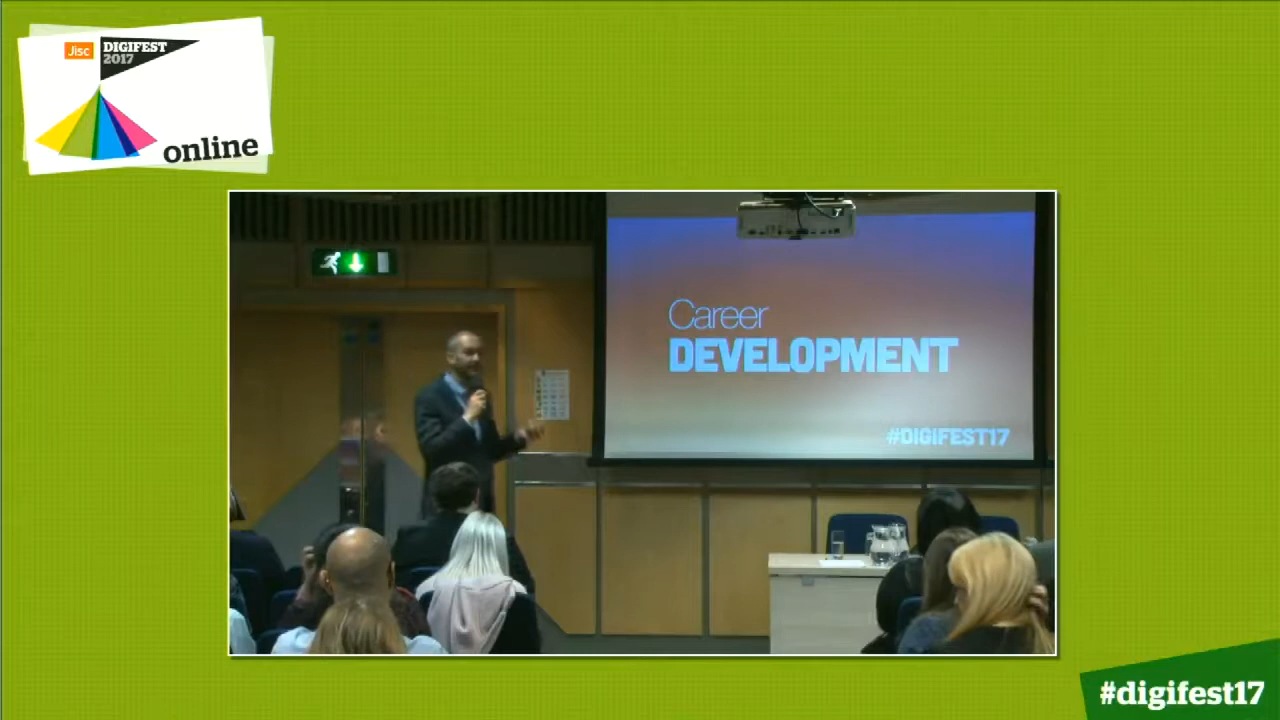 Jisc
DIGIFEST
2017
online
Career
DEVELOPMENT
#DIGIFEST17
#digifest17